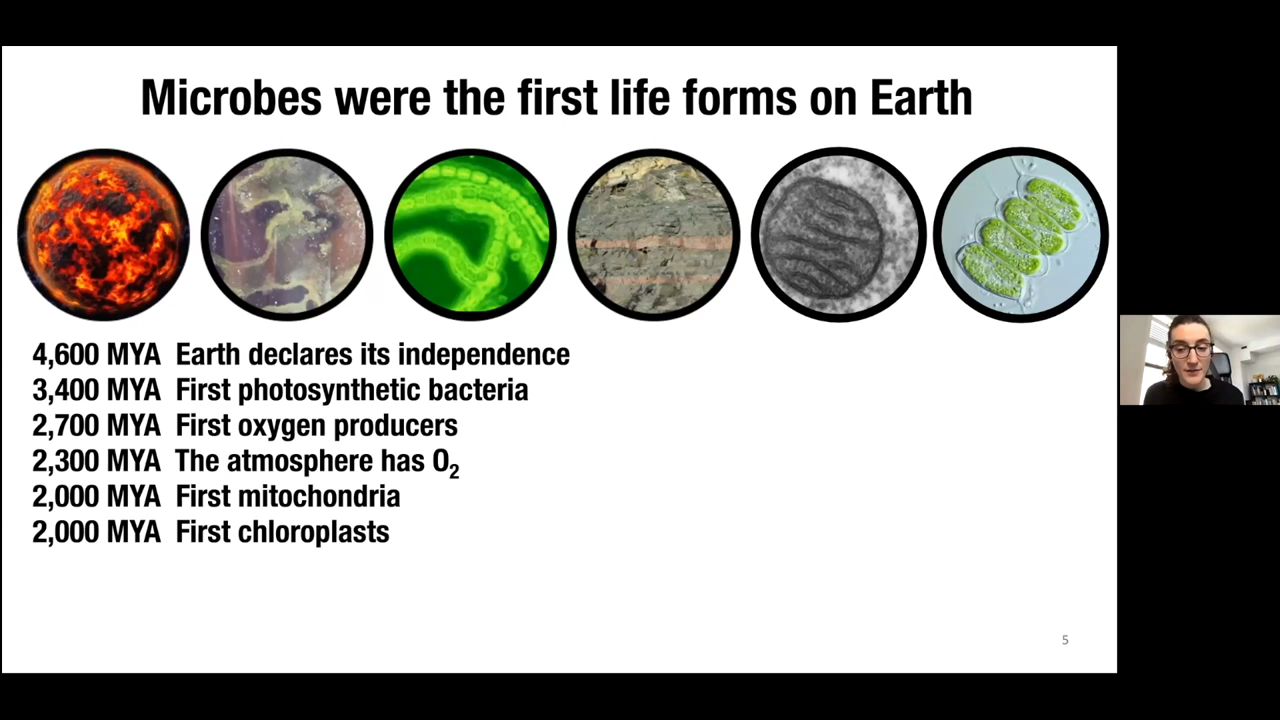 Microbes were the first life forms on Earth
4,600 MYA Earth declares its independence
3,400 MYA First photosynthetic bacteria
2,700 MYA First oxygen producers
2,300 MYA The atmosphere has O₂
2,000 MYA First mitochondria
2,000 MYA First chloroplasts
5